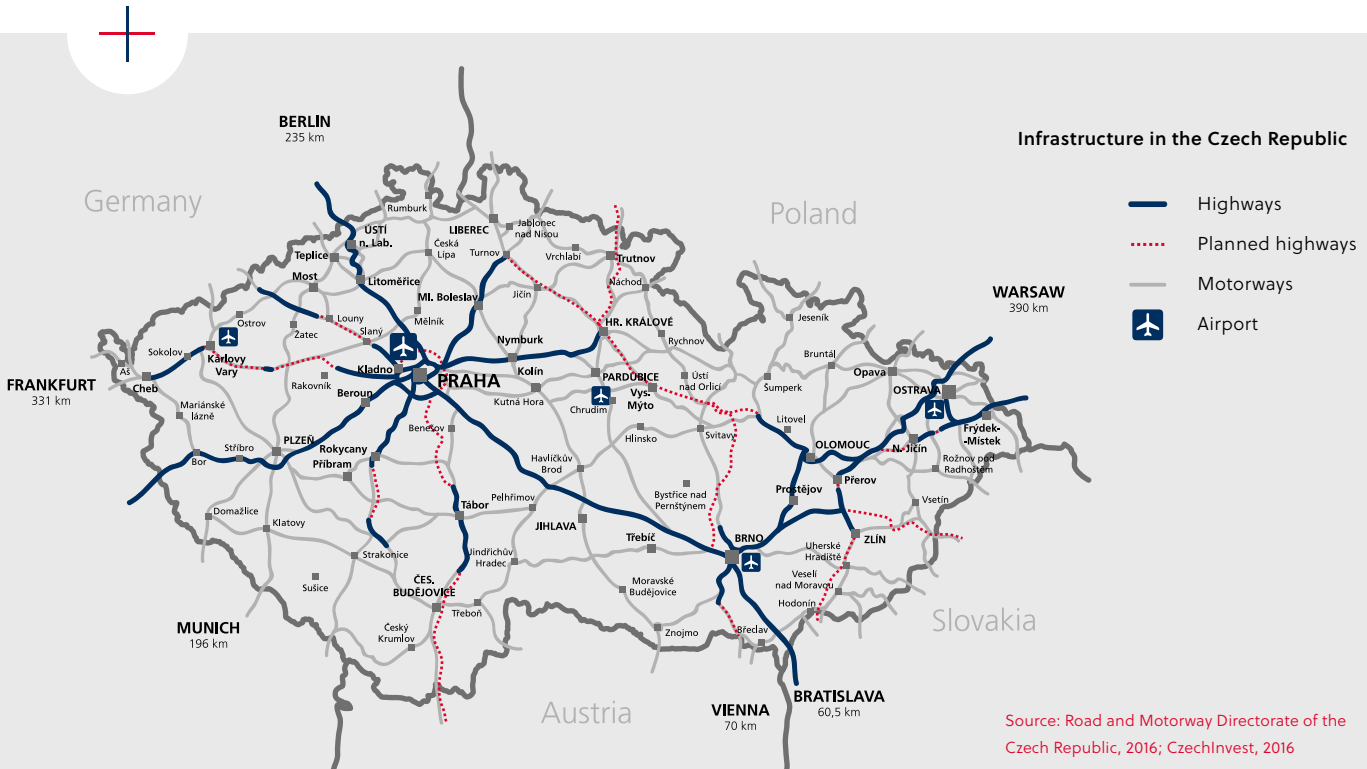 BERLIN
235 km
Infrastructure in the Czech Republic
Germany
Poland
Highways
Planned highways
Motorways
Airport
WARSAW
390 km
FRANKFURT
331 km
MUNICH
196 km
Austria
VIENNA
70 km
BRATISLAVA
60,5 km
Slovakia
Rumburk
ÚSTÍ
n. Lab.
LIBEREC
Jablonec
nad Nisou
Teplice
Česká
Lípa
Turnov
Vrchlabí
Trutnov
Most
Litoměřice
Náchod
Ml. Boleslav
Jičín
Ostrov
Žatec
Louny
Slaný
Mělník
HR. KRÁLOVÉ
Rychnov
Jeseník
Sokolov
Karlovy
Vary
Nymburk
Bruntál
Opava
Aš
Cheb
Rakovník
Kladno
PRAHA
Kolín
PARDUBICE
Ústí
nad Orlicí
Šumperk
OSTRAVA
Beroun
Kutná Hora
Chrudim
Vys.
Mýto
Mariánské
lázně
Litovel
Frýdek-
-Místek
Benešov
Hlinsko
Svitavy
PLZEŇ
Rokycany
OLOMOUC
N. Jičín
Stříbro
Bor
Příbram
Havlíčkův
Brod
Rožnov pod
Radhoštěm
Přerov
Prostějov
Bystřice nad
Pernštýnem
Vsetín
Domažlice
Klatovy
Tábor
Pelhřimov
JIHLAVA
Třebíč
BRNO
ZLÍN
Strakonice
Jindřichův
Hradec
Uherské
Hradiště
Sušice
ČES.
BUDĚJOVICE
Moravské
Budějovice
Veselí
nad Moravou
Třeboň
Hodonín
Český
Krumlov
Znojmo
Břeclav
Source: Road and Motorway Directorate of the
Czech Republic, 2016; CzechInvest, 2016